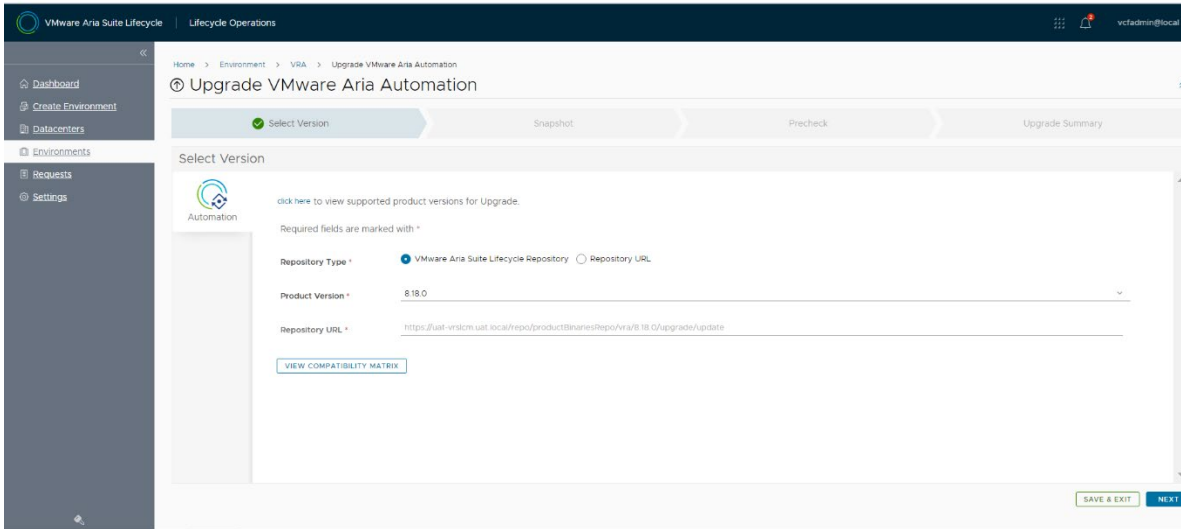 VMware Aria Suite Lifecycle | Lifecycle Operations
2
vcfadmin@local
«
Home > Environment > VRA > Upgrade VMware Aria Automation
Upgrade VMware Aria Automation
Dashboard
Create Environment
Datacenters
Environments
Requests
Settings
Select Version
Snapshot
Precheck
Upgrade Summary
Select Version
Automation
click here to view supported product versions for Upgrade.
Required fields are marked with *
Repository Type *
VMware Aria Suite Lifecycle Repository
Repository URL
Product Version *
8.18.0
Repository URL *
https://uat-vrslcm.uat.local/repo/productBinariesRepo/vra/8.18.0/upgrade/update
VIEW COMPATIBILITY MATRIX
SAVE & EXIT
NEXT